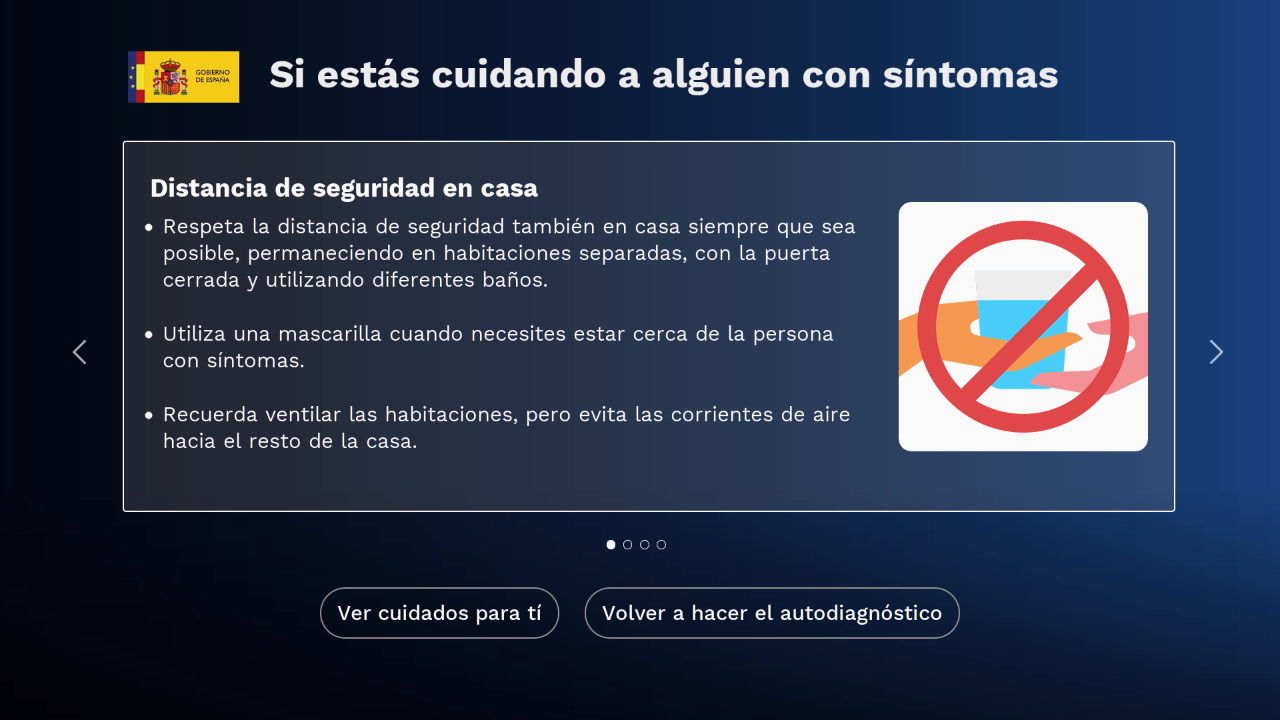 GOBIERNO
DE ESPAÑA
Si estás cuidando a alguien con síntomas
Distancia de seguridad en casa
• Respeta la distancia de seguridad también en casa siempre que sea
posible, permaneciendo en habitaciones separadas, con la puerta
cerrada y utilizando diferentes baños.
• Utiliza una mascarilla cuando necesites estar cerca de la persona
con síntomas.
• Recuerda ventilar las habitaciones, pero evita las corrientes de aire
hacia el resto de la casa.
Ver cuidados para tí
Volver a hacer el autodiagnóstico